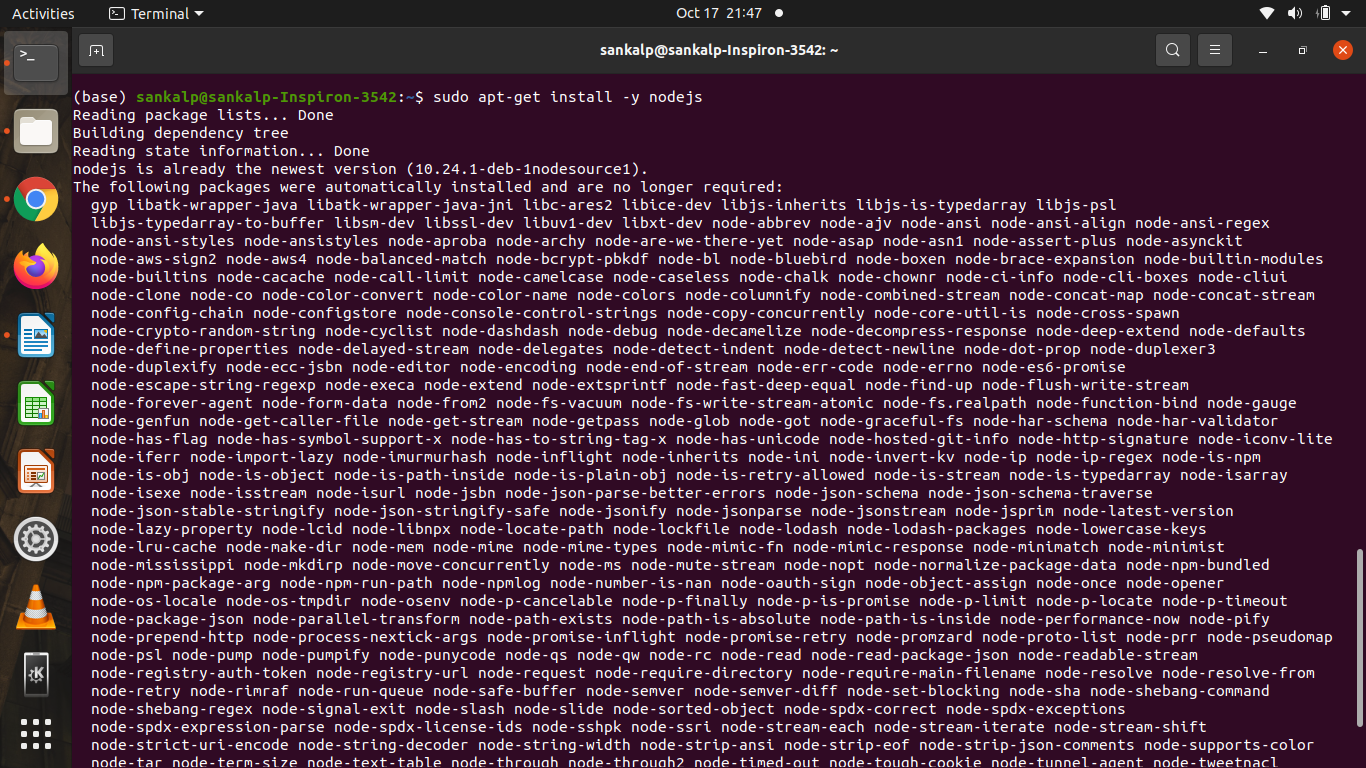 Activities
Terminal
Oct 17 21:47
sankalp@sankalp-Inspiron-3542: ~
(base) sankalp@sankalp-Inspiron-3542:~$ sudo apt-get install -y nodejs
Reading package lists... Done
Building dependency tree
Reading state information... Done
nodejs is already the newest version (10.24.1-deb-1nodesource1).
The following packages were automatically installed and are no longer required:
gyp libatk-wrapper-java libatk-wrapper-java-jni libc-ares2 libice-dev libjs-inherits libjs-is-typedarray libjs-psl
libjs-typedarray-to-buffer libsm-dev libssl-dev libuv1-dev libxt-dev node-abbrev node-ajv node-ansi node-ansi-align node-ansi-regex
node-ansi-styles node-ansistyles node-aproba node-archy node-are-we-there-yet node-asap node-asn1 node-assert-plus node-asynckit
node-aws-sign2 node-aws4 node-balanced-match node-bcrypt-pbkdf node-bl node-bluebird node-boxen node-brace-expansion node-builtin-modules
node-builtins node-cacache node-call-limit node-camelcase node-caseless node-chalk node-chownr node-ci-info node-cli-boxes node-cliui
node-clone node-co node-color-convert node-color-name node-colors node-columnify node-combined-stream node-concat-map node-concat-stream
node-config-chain node-configstore node-console-control-strings node-copy-concurrently node-core-util-is node-cross-spawn
node-crypto-random-string node-cyclist node-dashdash node-debug node-decamelize node-decompress-response node-deep-extend node-defaults
node-define-properties node-delayed-stream node-delegates node-detect-indent node-detect-newline node-dot-prop node-duplexer3
node-duplexify node-ecc-jsbn node-editor node-encoding node-end-of-stream node-err-code node-errno node-es6-promise
node-escape-string-regexp node-execa node-extend node-extsprintf node-fast-deep-equal node-find-up node-flush-write-stream
node-forever-agent node-form-data node-from2 node-fs-vacuum node-fs-write-stream-atomic node-fs.realpath node-function-bind node-gauge
node-genfun node-get-caller-file node-get-stream node-getpass node-glob node-got node-graceful-fs node-har-schema node-har-validator
node-has-flag node-has-symbol-support-x node-has-to-string-tag-x node-has-unicode node-hosted-git-info node-http-signature node-iconv-lite
node-iferr node-import-lazy node-imurmurhash node-inflight node-inherits node-ini node-invert-kv node-ip node-ip-regex node-is-npm
node-is-obj node-is-object node-is-path-inside node-is-plain-obj node-is-retry-allowed node-is-stream node-is-typedarray node-isarray
node-isexe node-isstream node-isurl node-jsbn node-json-parse-better-errors node-json-schema node-json-schema-traverse
node-json-stable-stringify node-json-stringify-safe node-jsonify node-jsonparse node-jsonstream node-jsprim node-latest-version
node-lazy-property node-lcid node-libnpx node-locate-path node-lockfile node-lodash node-lodash-packages node-lowercase-keys
node-lru-cache node-make-dir node-mem node-mime node-mime-types node-mimic-fn node-mimic-response node-minimatch node-minimist
node-mississippi node-mkdirp node-move-concurrently node-ms node-mute-stream node-nopt node-normalize-package-data node-npm-bundled
node-npm-package-arg node-npm-run-path node-npmlog node-number-is-nan node-oauth-sign node-object-assign node-once node-opener
node-os-locale node-os-tmpdir node-osenv node-p-cancelable node-p-finally node-p-is-promise node-p-limit node-p-locate node-p-timeout
node-package-json node-parallel-transform node-path-exists node-path-is-absolute node-path-is-inside node-performance-now node-pify
node-prepend-http node-process-nextick-args node-promise-inflight node-promise-retry node-promzard node-proto-list node-prr node-pseudomap
node-psl node-pump node-pumpify node-punycode node-qs node-qw node-rc node-read node-read-package-json node-readable-stream
node-registry-auth-token node-registry-url node-request node-require-directory node-require-main-filename node-resolve node-resolve-from
node-retry node-rimraf node-run-queue node-safe-buffer node-semver node-semver-diff node-set-blocking node-sha node-shebang-command
node-shebang-regex node-signal-exit node-slash node-slide node-sorted-object node-spdx-correct node-spdx-exceptions
node-spdx-expression-parse node-spdx-license-ids node-sshpk node-ssri node-stream-each node-stream-iterate node-stream-shift
node-strict-uri-encode node-string-decoder node-string-width node-strip-ansi node-strip-eof node-strip-json-comments node-supports-color
node-tar node-term-size node-text-table node-through node-through2 node-timed-out node-tough-cookie node-tunnel-agent node-tweetnacl